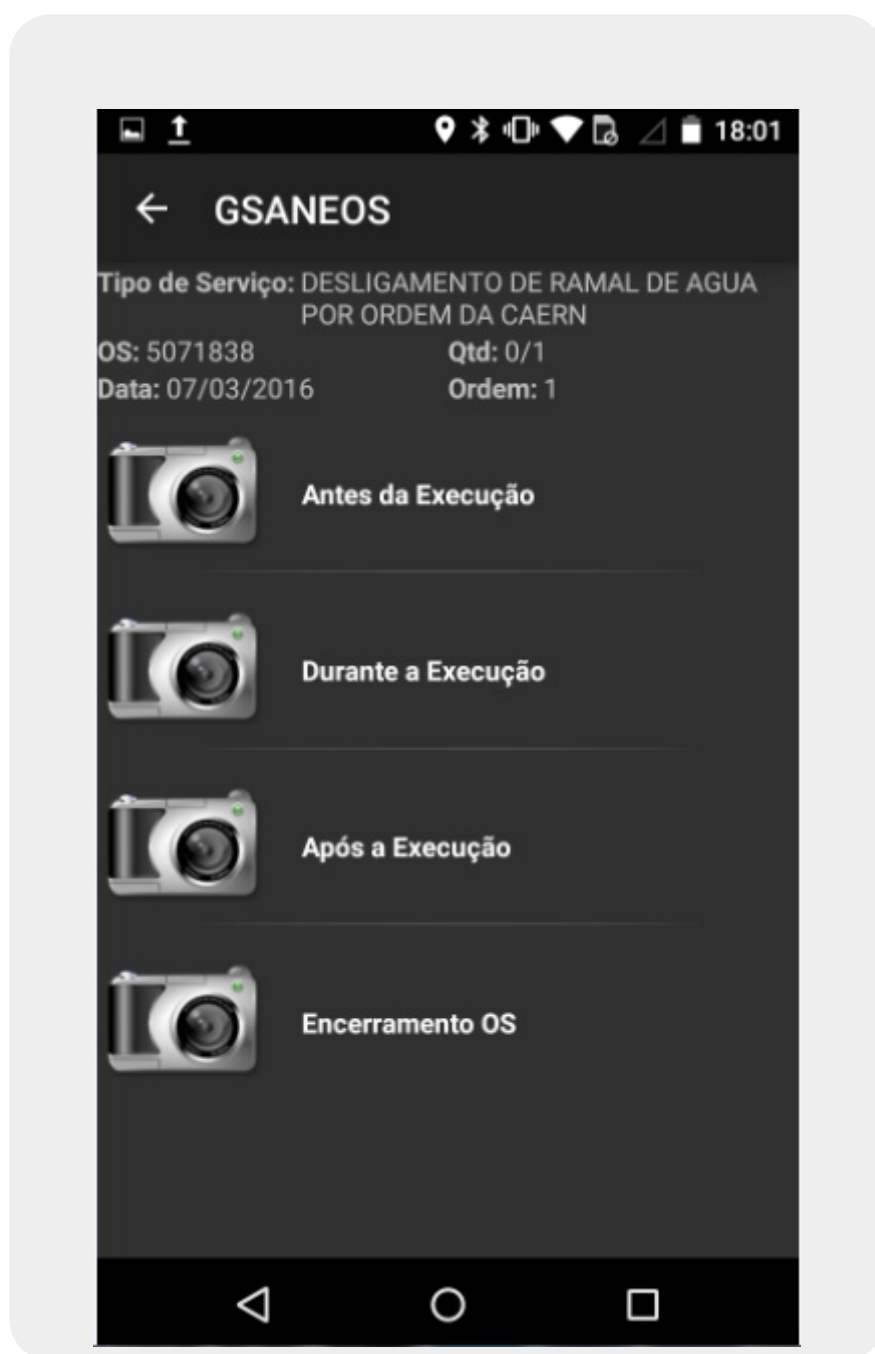 18:01
GSANEOS
Tipo de Serviço: DESLIGAMENTO DE RAMAL DE AGUA
POR ORDEM DA CAERN
OS: 5071838 Qtd: 0/1
Data: 07/03/2016 Ordem: 1
Antes da Execução
Durante a Execução
Após a Execução
Encerramento OS